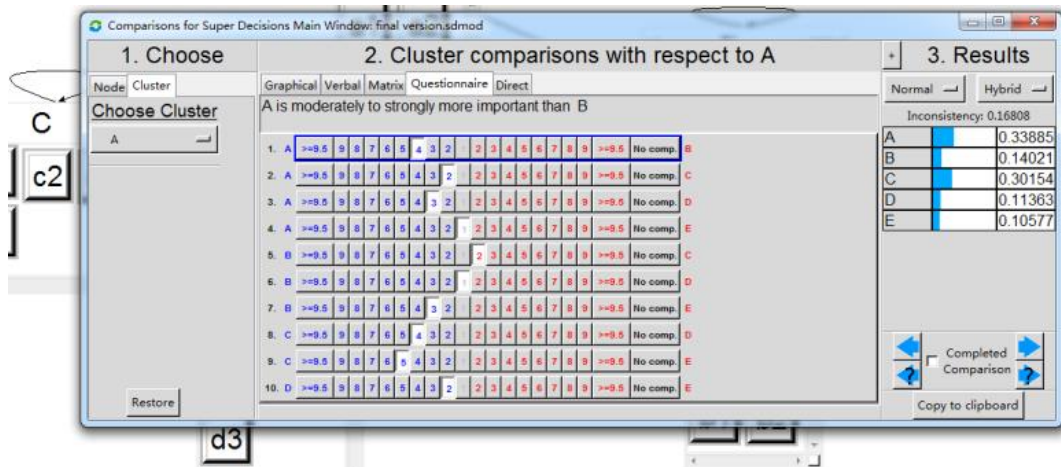 Comparisons for Super Decisions Main Window: final version.sdmod
1. Choose
2. Cluster comparisons with respect to A
+
3. Results
Node Cluster
Graphical Verbal Matrix Questionnaire Direct
Normal Hybrid
A is moderately to strongly more important than B
Choose Cluster
A
Inconsistency: 0.16808
A 0.33885
B 0.14021
C 0.30154
D 0.11363
E 0.10577
1. A >=9.5 9 8 7 6 5 4 3 2 1 2 3 4 5 6 7 8 9 >=9.5 No comp. B
2. A >=9.5 9 8 7 6 5 4 3 2 1 2 3 4 5 6 7 8 9 >=9.5 No comp. C
3. A >=9.5 9 8 7 6 5 4 3 2 1 2 3 4 5 6 7 8 9 >=9.5 No comp. D
4. A >=9.5 9 8 7 6 5 4 3 2 1 2 3 4 5 6 7 8 9 >=9.5 No comp. E
5. B >=9.5 9 8 7 6 5 4 3 2 1 2 3 4 5 6 7 8 9 >=9.5 No comp. C
6. B >=9.5 9 8 7 6 5 4 3 2 1 2 3 4 5 6 7 8 9 >=9.5 No comp. D
7. B >=9.5 9 8 7 6 5 4 3 2 1 2 3 4 5 6 7 8 9 >=9.5 No comp. E
8. C >=9.5 9 8 7 6 5 4 3 2 1 2 3 4 5 6 7 8 9 >=9.5 No comp. D
9. C >=9.5 9 8 7 6 5 4 3 2 1 2 3 4 5 6 7 8 9 >=9.5 No comp. E
10. D >=9.5 9 8 7 6 5 4 3 2 1 2 3 4 5 6 7 8 9 >=9.5 No comp. E
Completed
Comparison
? ?
Restore
Copy to clipboard
C
c2
d3